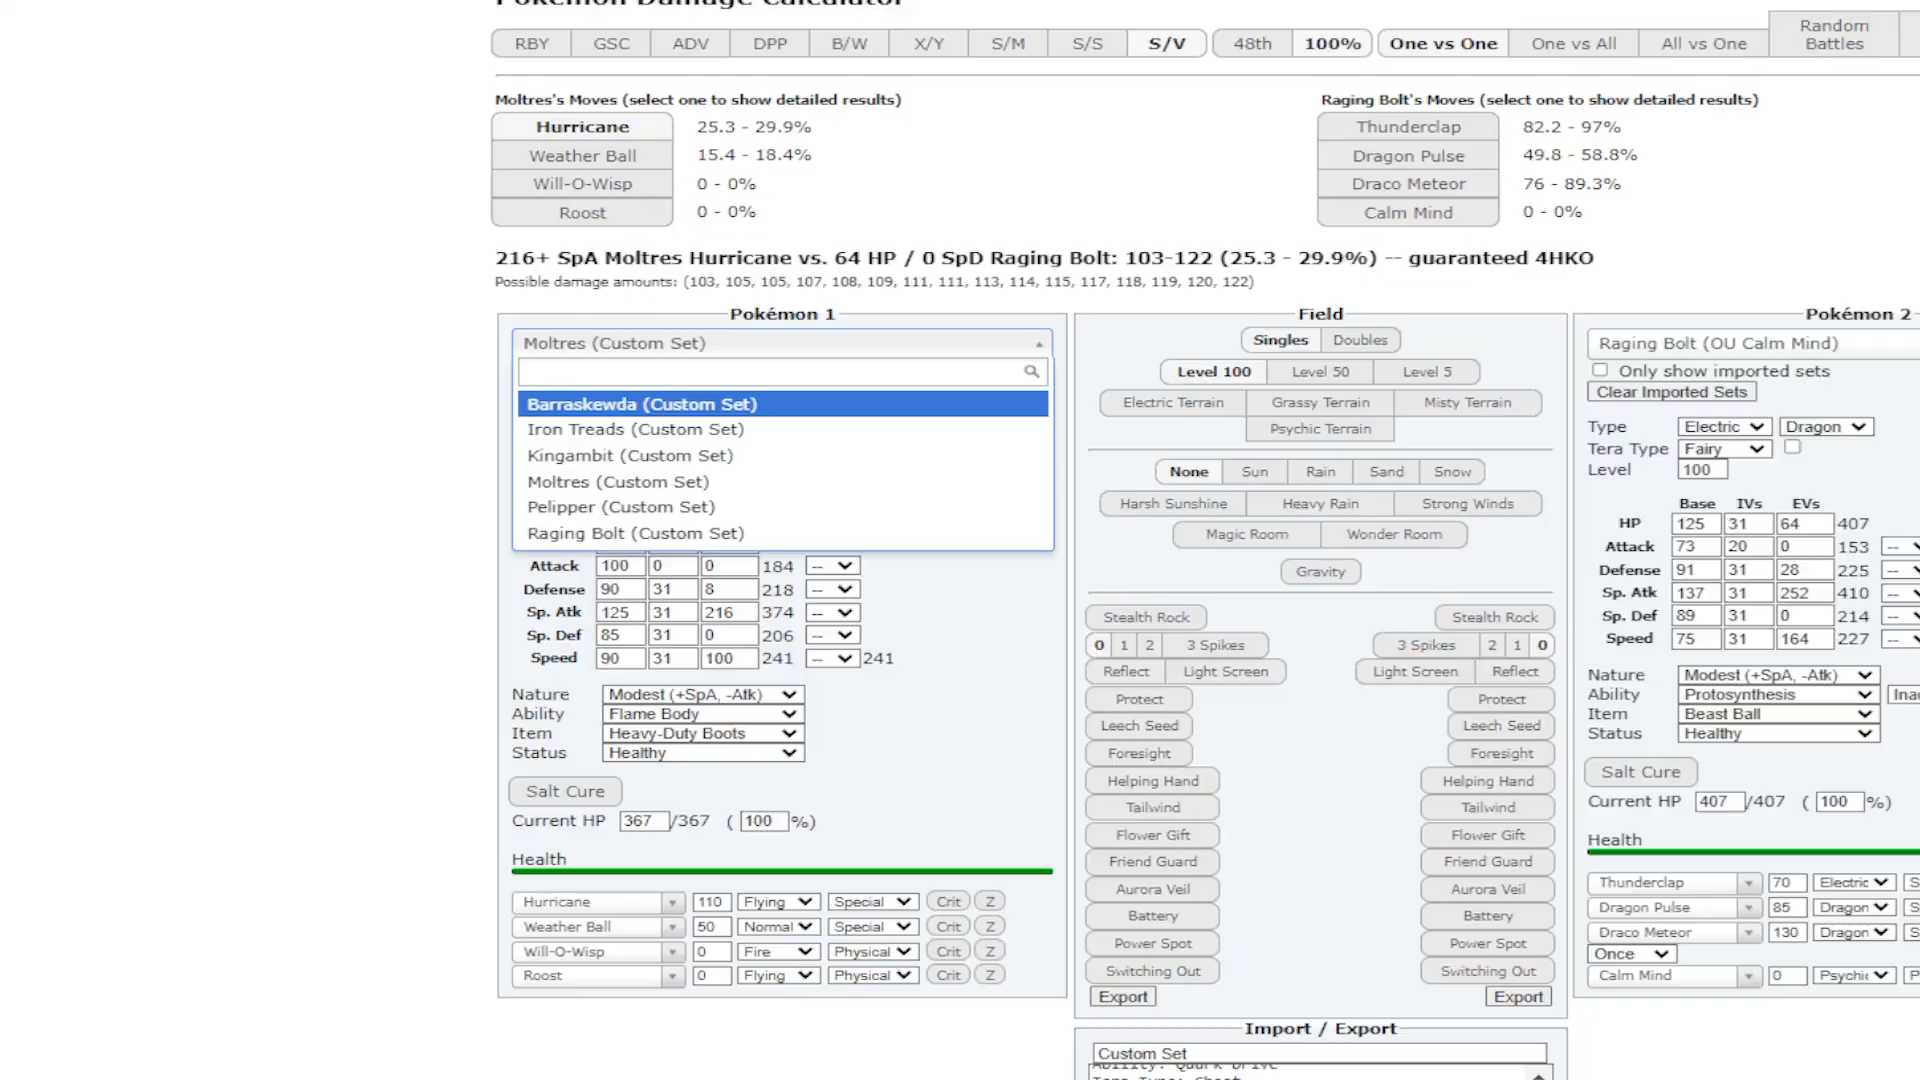 Pokémon Damage Calculator
RBY GSC ADV DPP B/W X/Y S/M S/S S/V 48th 100% One vs One One vs All All vs One Random Battles
Moltres's Moves (select one to show detailed results)
Hurricane 25.3 - 29.9%
Weather Ball 15.4 - 18.4%
Will-O-Wisp 0 - 0%
Roost 0 - 0%
Raging Bolt's Moves (select one to show detailed results)
Thunderclap 82.2 - 97%
Dragon Pulse 49.8 - 58.8%
Draco Meteor 76 - 89.3%
Calm Mind 0 - 0%
216+ SpA Moltres Hurricane vs. 64 HP / 0 SpD Raging Bolt: 103-122 (25.3 - 29.9%) -- guaranteed 4HKO
Possible damage amounts: (103, 105, 105, 107, 108, 109, 111, 111, 113, 114, 115, 117, 118, 119, 120, 122)
Pokémon 1
Moltres (Custom Set)
Barraskewda (Custom Set)
Iron Treads (Custom Set)
Kingambit (Custom Set)
Moltres (Custom Set)
Pelipper (Custom Set)
Raging Bolt (Custom Set)
Attack 100 0 0 184 --
Defense 90 31 8 218 --
Sp. Atk 125 31 216 374 --
Sp. Def 85 31 0 206 --
Speed 90 31 100 241 -- 241
Nature Modest (+SpA, -Atk)
Ability Flame Body
Item Heavy-Duty Boots
Status Healthy
Salt Cure
Current HP 367/367 ( 100 %)
Health
Hurricane 110 Flying Special Crit Z
Weather Ball 50 Normal Special Crit Z
Will-O-Wisp 0 Fire Physical Crit Z
Roost 0 Flying Physical Crit Z
Field
Singles Doubles
Level 100 Level 50 Level 5
Electric Terrain Grassy Terrain Misty Terrain
Psychic Terrain
None Sun Rain Sand Snow
Harsh Sunshine Heavy Rain Strong Winds
Magic Room Wonder Room
Gravity
Stealth Rock Stealth Rock
0 1 2 3 Spikes 3 Spikes 2 1 0
Reflect Light Screen Light Screen Reflect
Protect Protect
Leech Seed Leech Seed
Foresight Foresight
Helping Hand Helping Hand
Tailwind Tailwind
Flower Gift Flower Gift
Friend Guard Friend Guard
Aurora Veil Aurora Veil
Battery Battery
Power Spot Power Spot
Switching Out Switching Out
Export Export
Import / Export
Custom Set
Ability: Quark Drive
Pokémon 2
Raging Bolt (OU Calm Mind)
Only show imported sets
Clear Imported Sets
Type Electric Dragon
Tera Type Fairy
Level 100
Base IVs EVs
HP 125 31 64 407
Attack 73 20 0 153 --
Defense 91 31 28 225 --
Sp. Atk 137 31 252 410 --
Sp. Def 89 31 0 214 --
Speed 75 31 164 227 --
Nature Modest (+SpA, -Atk)
Ability Protosynthesis Ina
Item Beast Ball
Status Healthy
Salt Cure
Current HP 407/407 ( 100 %)
Health
Thunderclap 70 Electric S
Dragon Pulse 85 Dragon S
Draco Meteor 130 Dragon S
Once
Calm Mind 0 Psychic P